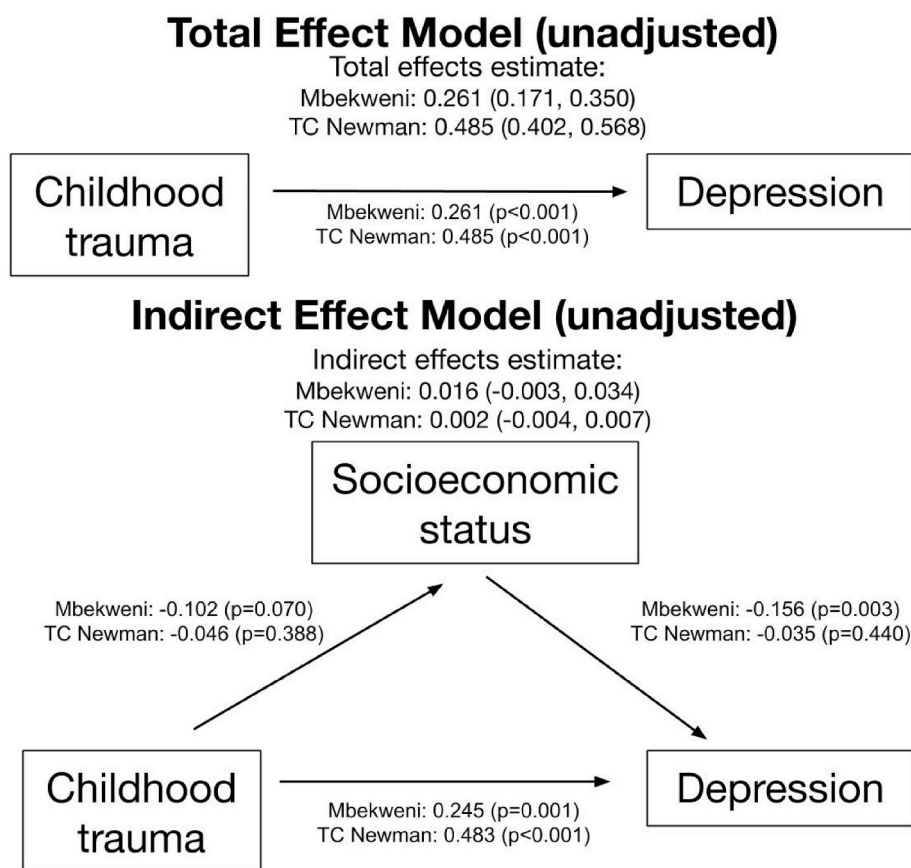 Total Effect Model (unadjusted)
Total effects estimate:
Mbekweni: 0.261 (0.171, 0.350)
TC Newman: 0.485 (0.402, 0.568)
Childhood
trauma
Mbekweni: 0.261 (p<0.001)
TC Newman: 0.485 (p<0.001)
Depression
Indirect Effect Model (unadjusted)
Indirect effects estimate:
Mbekweni: 0.016 (-0.003, 0.034)
TC Newman: 0.002 (-0.004, 0.007)
Socioeconomic
status
Mbekweni: -0.102 (p=0.070)
TC Newman: -0.046 (p=0.388)
Mbekweni: -0.156 (p=0.003)
TC Newman: -0.035 (p=0.440)
Childhood
trauma
Mbekweni: 0.245 (p=0.001)
TC Newman: 0.483 (p<0.001)
Depression